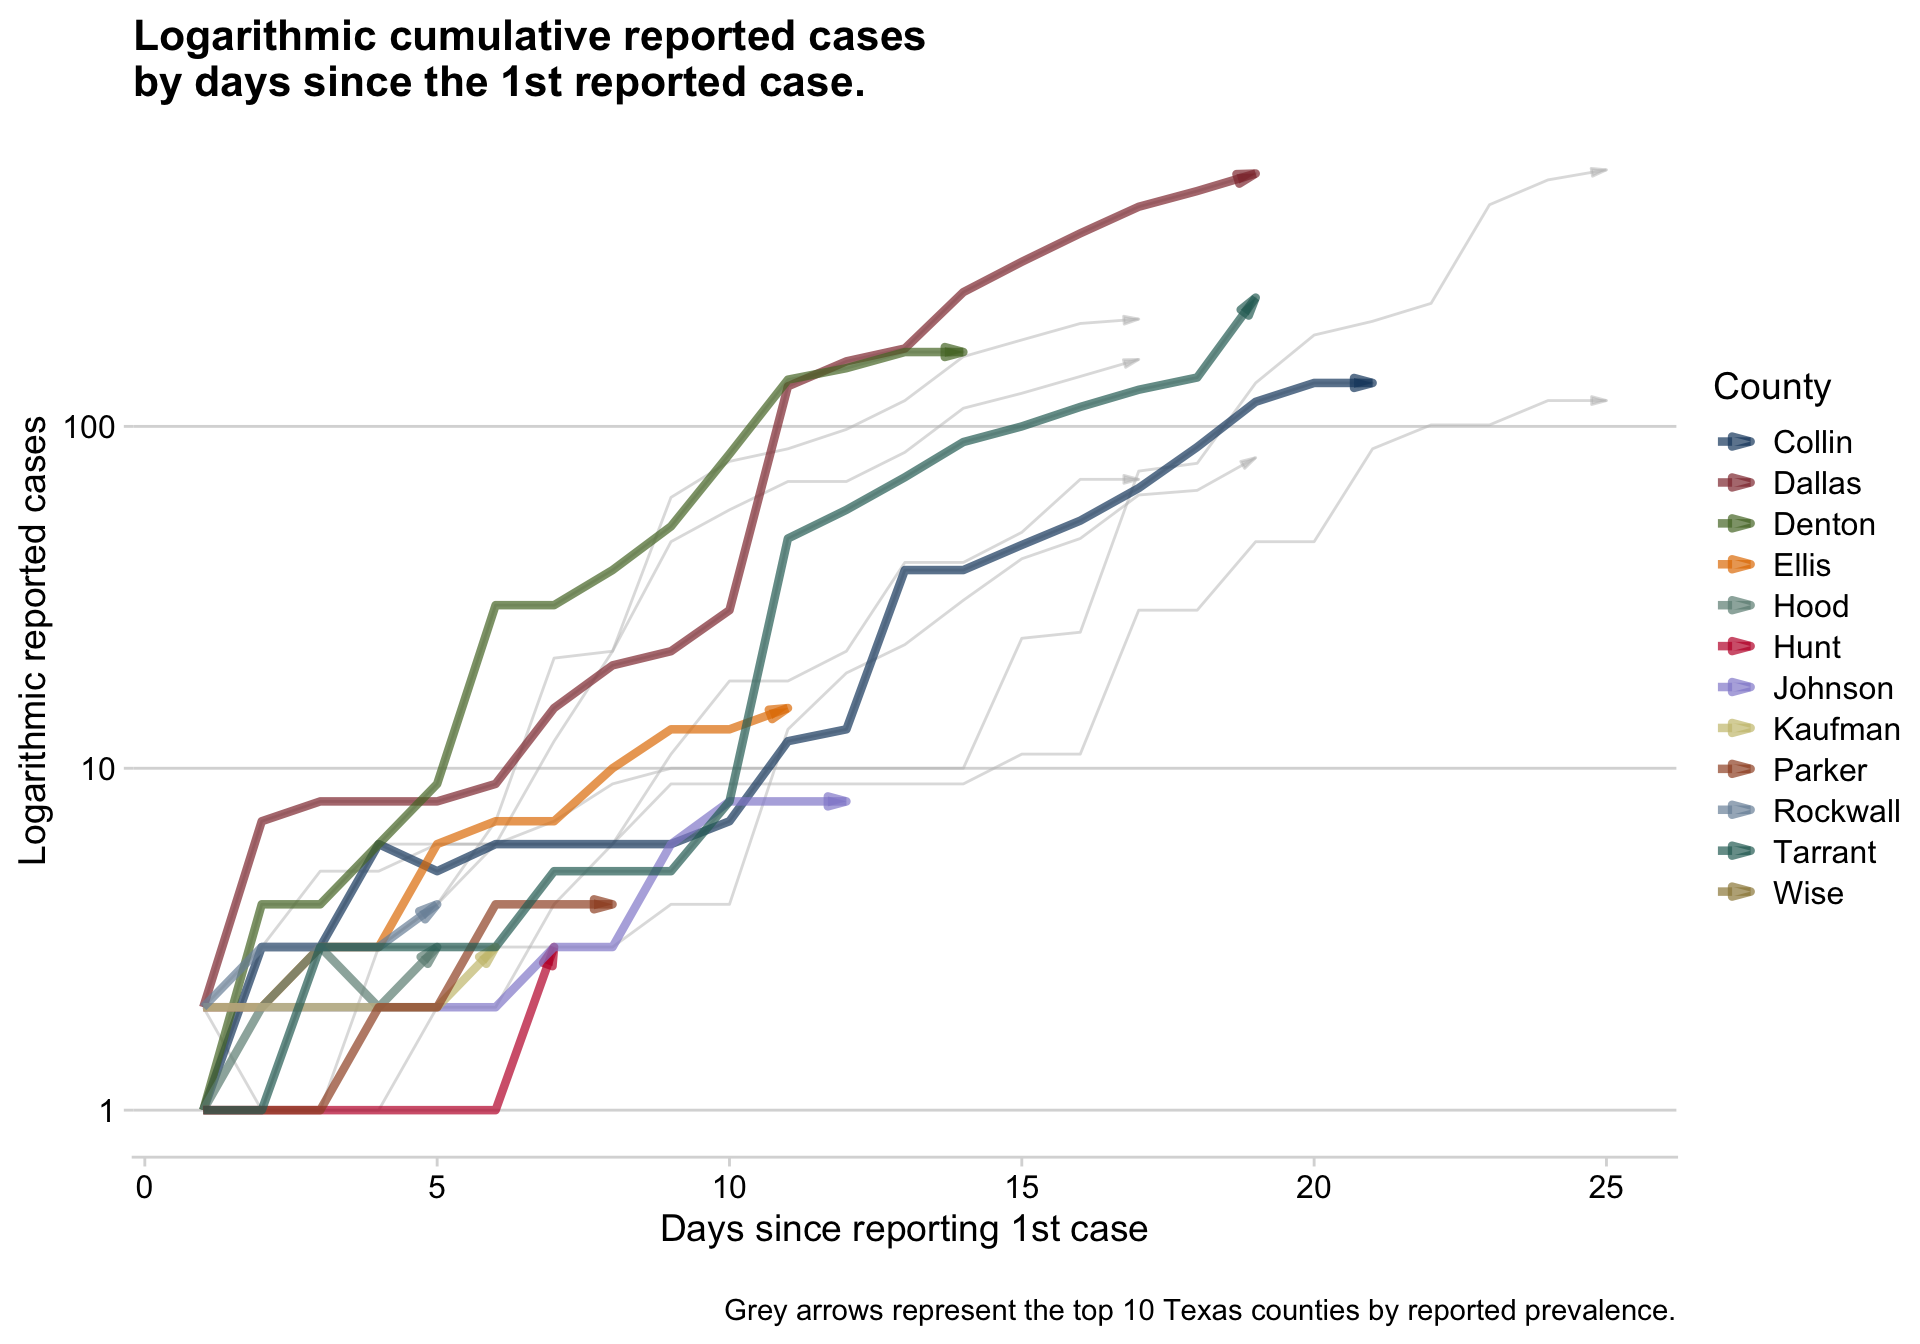 Logarithmic cumulative reported cases
by days since the 1st reported case.
Logarithmic reported cases
100
10
1
0 5 10 15 20 25
Days since reporting 1st case
County
Collin
Dallas
Denton
Ellis
Hood
Hunt
Johnson
Kaufman
Parker
Rockwall
Tarrant
Wise
Grey arrows represent the top 10 Texas counties by reported prevalence.